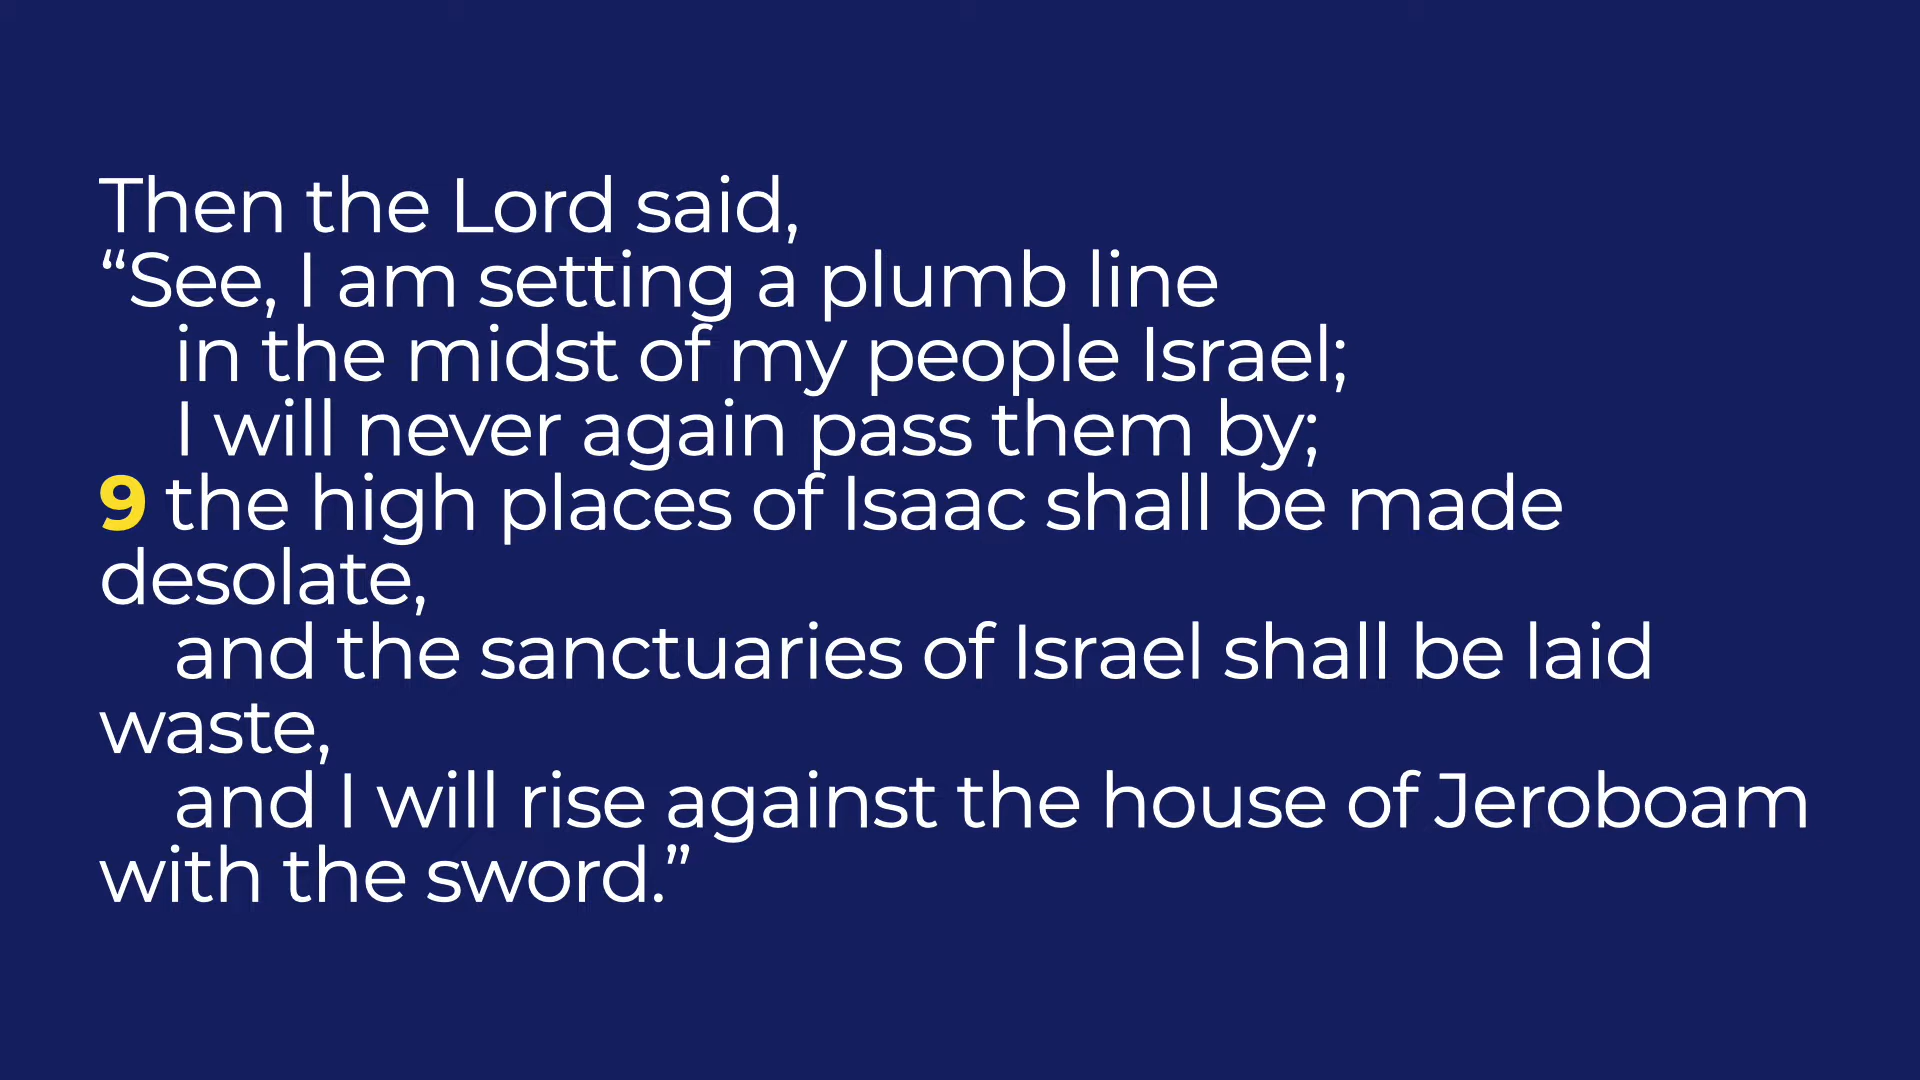 Then the Lord said,
“See, I am setting a plumb line
in the midst of my people Israel;
I will never again pass them by;
9 the high places of Isaac shall be made
desolate,
and the sanctuaries of Israel shall be laid
waste,
and I will rise against the house of Jeroboam
with the sword.”